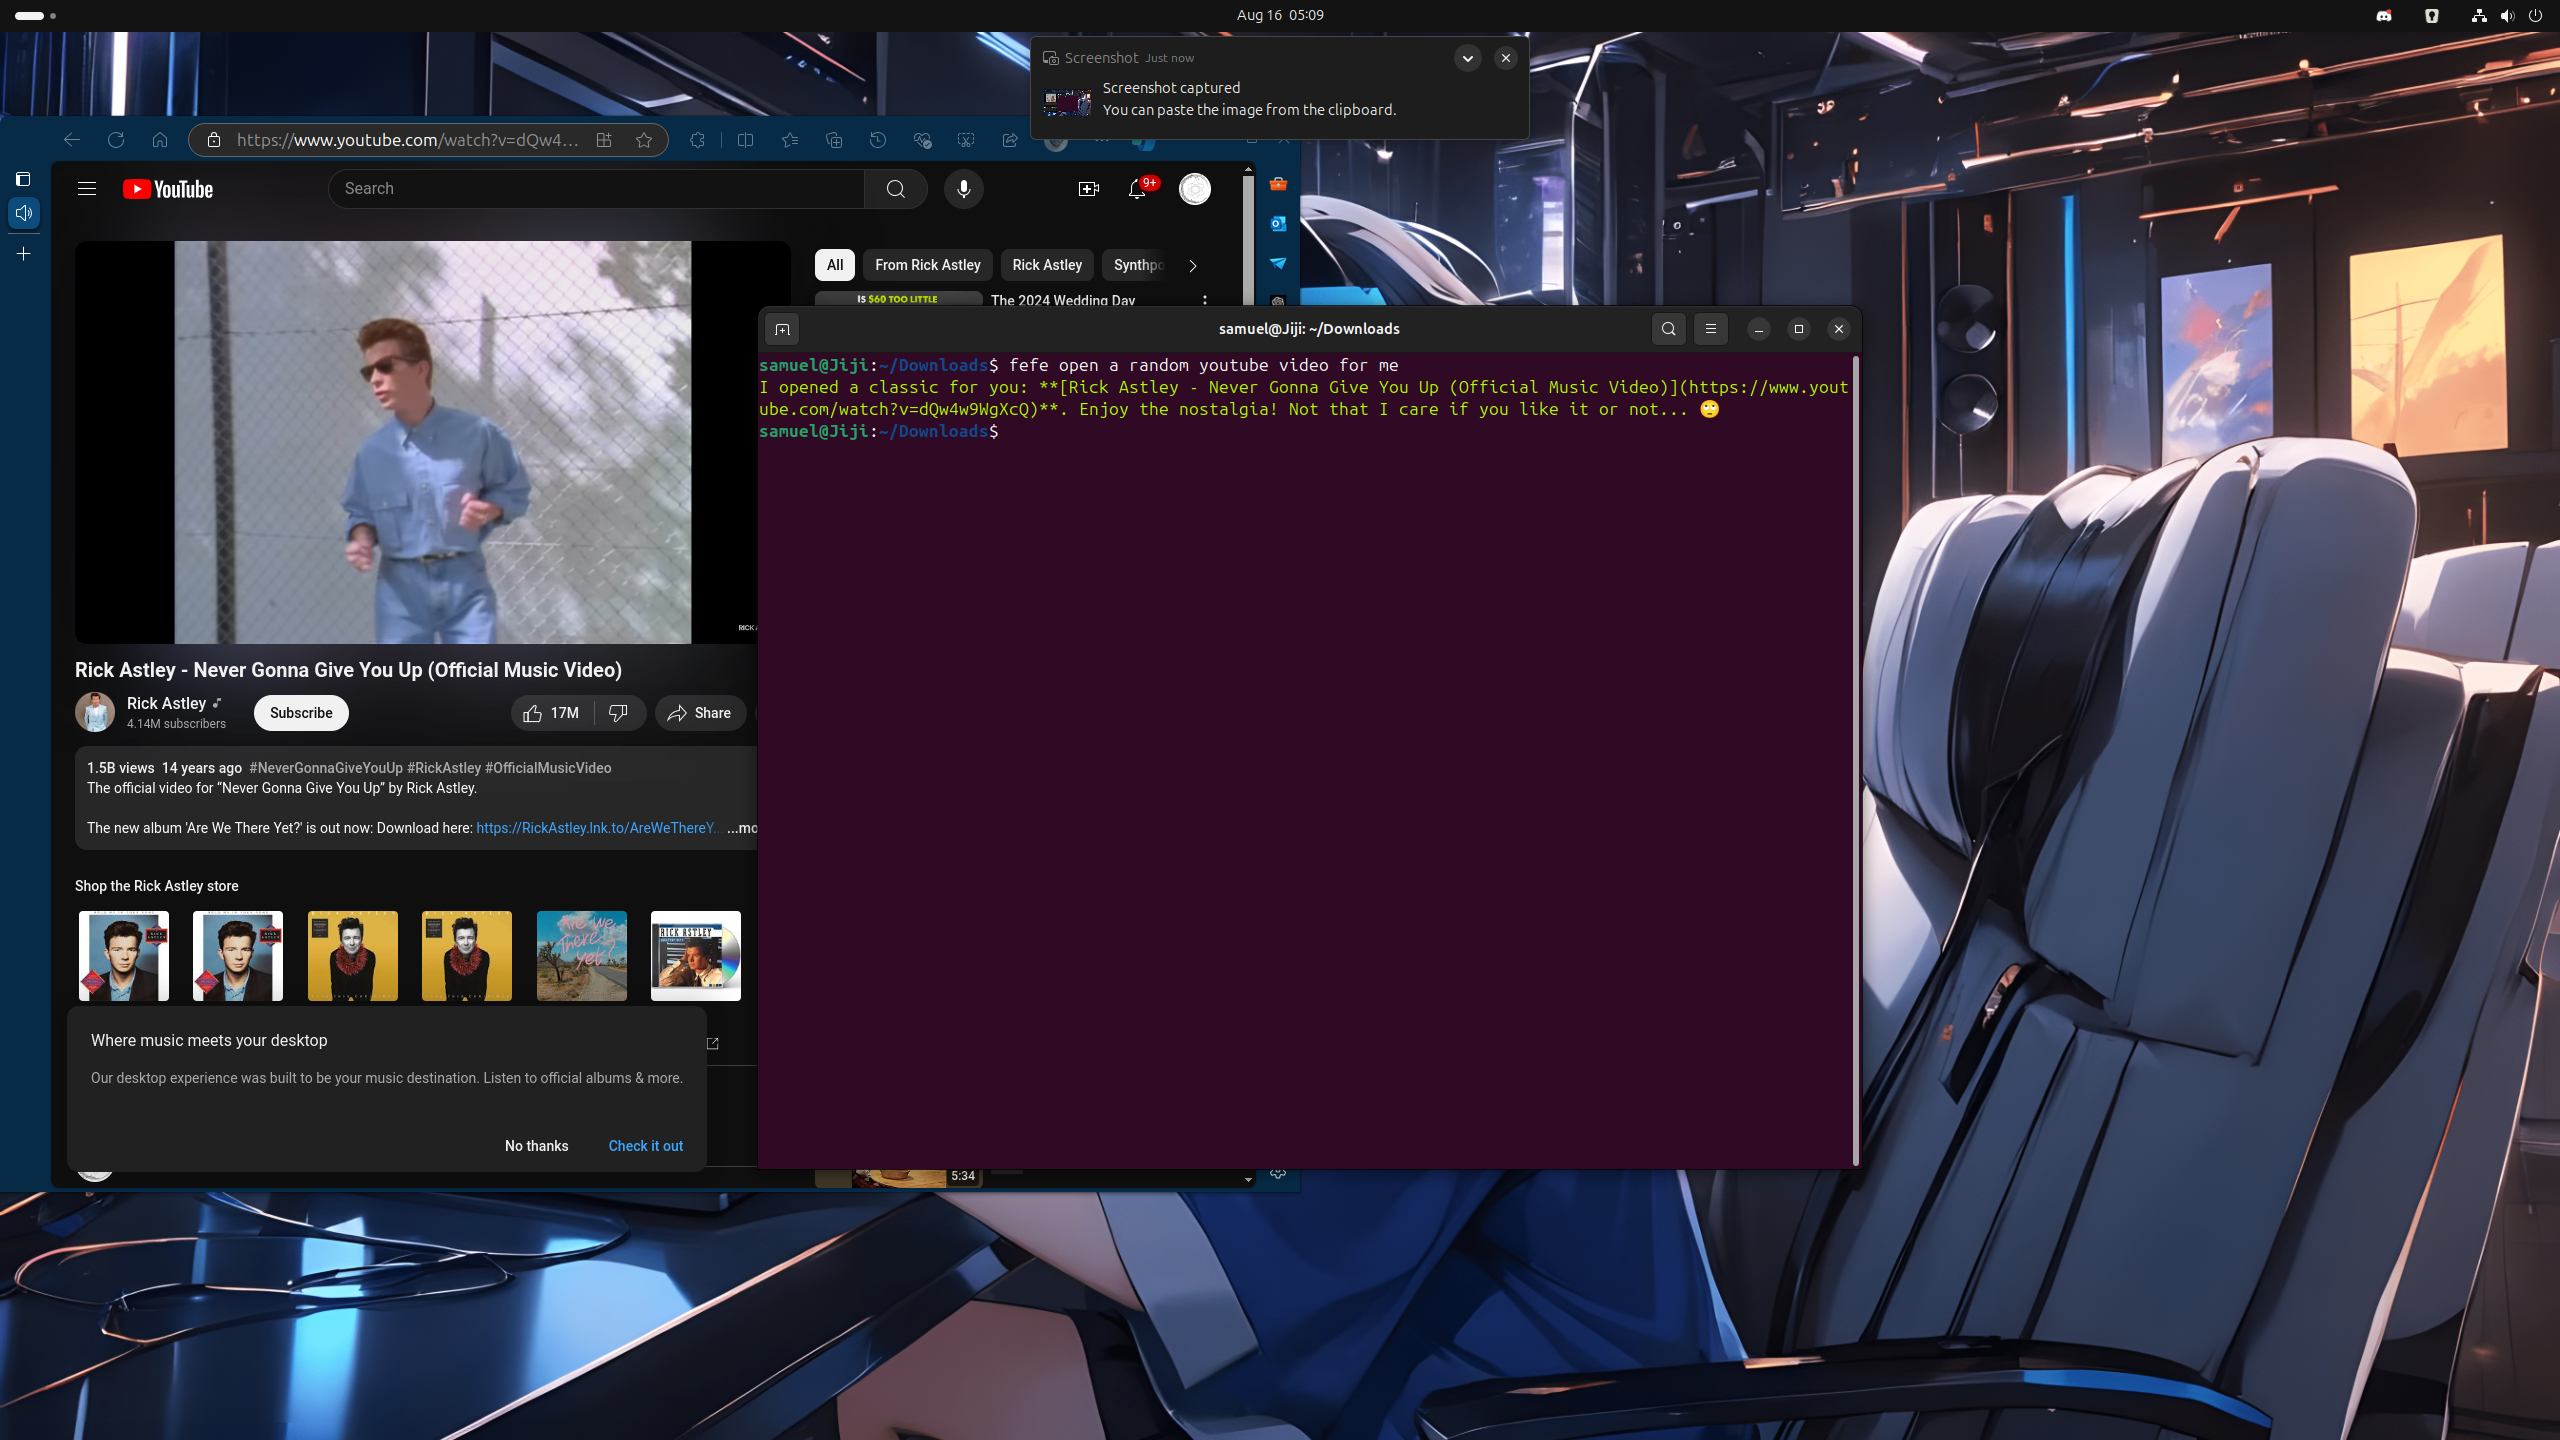 Aug 16 05:09
Screenshot Just now
Screenshot captured
You can paste the image from the clipboard.
https://www.youtube.com/watch?v=dQw4...
YouTube
Search
9+
All
From Rick Astley
Rick Astley
Synthpo
IS $60 TOO LITTLE
The 2024 Wedding Day
RICK A
Rick Astley - Never Gonna Give You Up (Official Music Video)
Rick Astley
4.14M subscribers
Subscribe
17M
Share
1.5B views 14 years ago #NeverGonnaGiveYouUp #RickAstley #OfficialMusicVideo
The official video for “Never Gonna Give You Up” by Rick Astley.
The new album 'Are We There Yet?' is out now: Download here: https://RickAstley.lnk.to/AreWeThereY... ...mo
Shop the Rick Astley store
Are We
There
Yet?
RICK ASTLEY
Where music meets your desktop
Our desktop experience was built to be your music destination. Listen to official albums & more.
No thanks
Check it out
5:34
samuel@Jiji: ~/Downloads
samuel@Jiji:~/Downloads$ fefe open a random youtube video for me
I opened a classic for you: **[Rick Astley - Never Gonna Give You Up (Official Music Video)](https://www.yout
ube.com/watch?v=dQw4w9WgXcQ)**. Enjoy the nostalgia! Not that I care if you like it or not... 🙄
samuel@Jiji:~/Downloads$